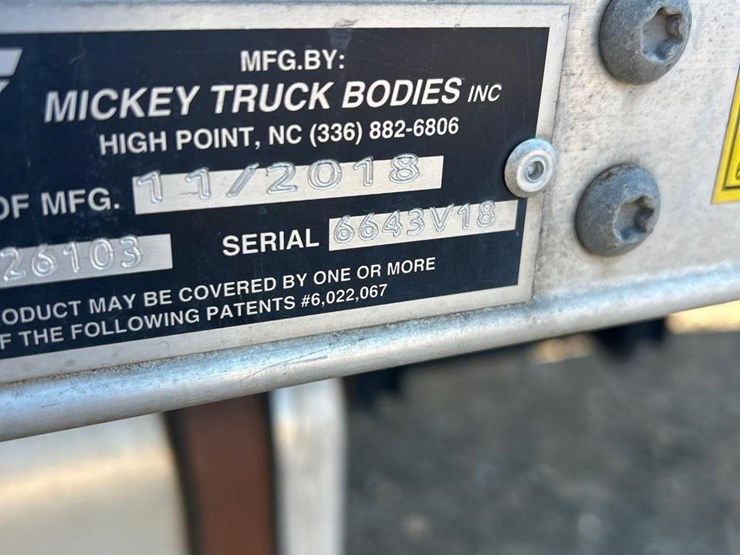 MFG.BY:
MICKEY TRUCK BODIES INC
HIGH POINT, NC (336) 882-6806
OF MFG. 11/2018
26103 SERIAL 6643V18
ODUCT MAY BE COVERED BY ONE OR MORE
F THE FOLLOWING PATENTS #6,022,067